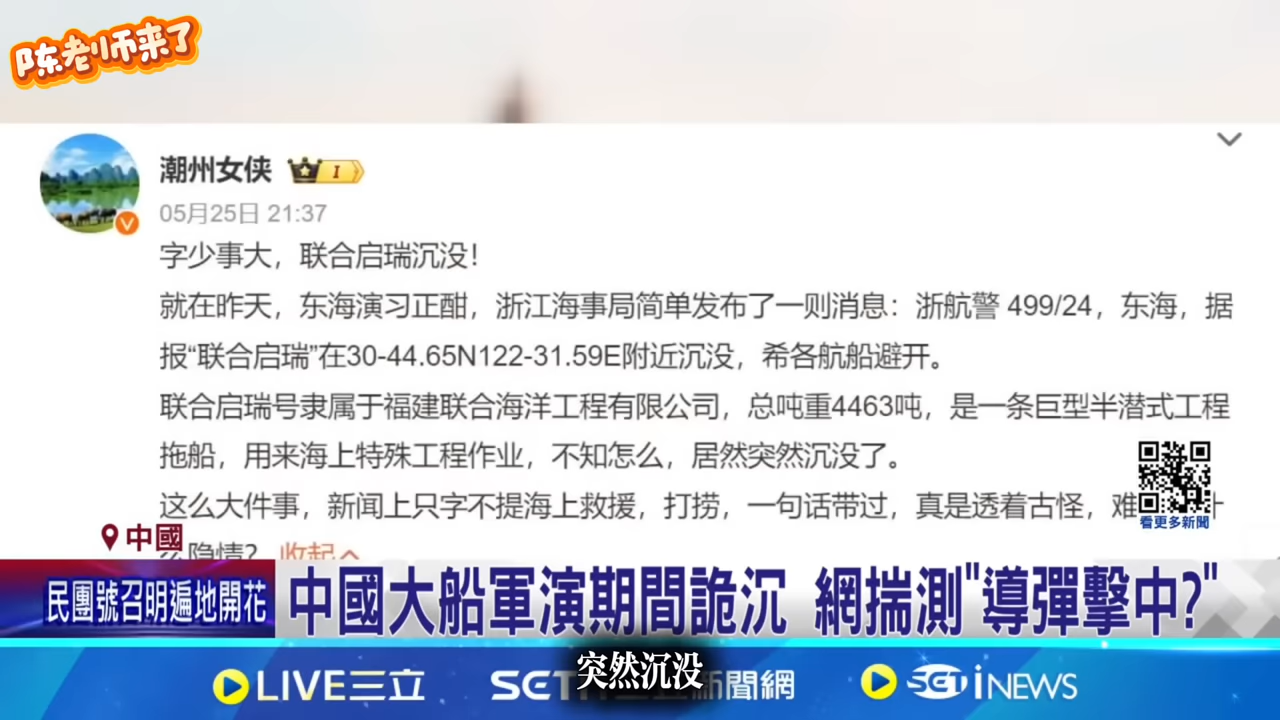 陈老师来了
潮州女侠
I
05月25日 21:37
字少事大，联合启瑞沉没！
就在昨天，东海演习正酣，浙江海事局简单发布了一则消息：浙航警 499/24，东海，据
报“联合启瑞”在30-44.65N122-31.59E附近沉没，希各航船避开。
联合启瑞号隶属于福建联合海洋工程有限公司，总吨重4463吨，是一条巨型半潜式工程
拖船，用来海上特殊工程作业，不知怎么，居然突然沉没了。
这么大件事，新闻上只字不提海上救援，打捞，一句话带过，真是透着古怪，难
看更多新聞
中國
隐情？ 收起
民團號召明遍地開花
中國大船軍演期間詭沉 網揣測"導彈擊中?"
突然沉没
LIVE三立
SET 新聞網
SET iNEWS